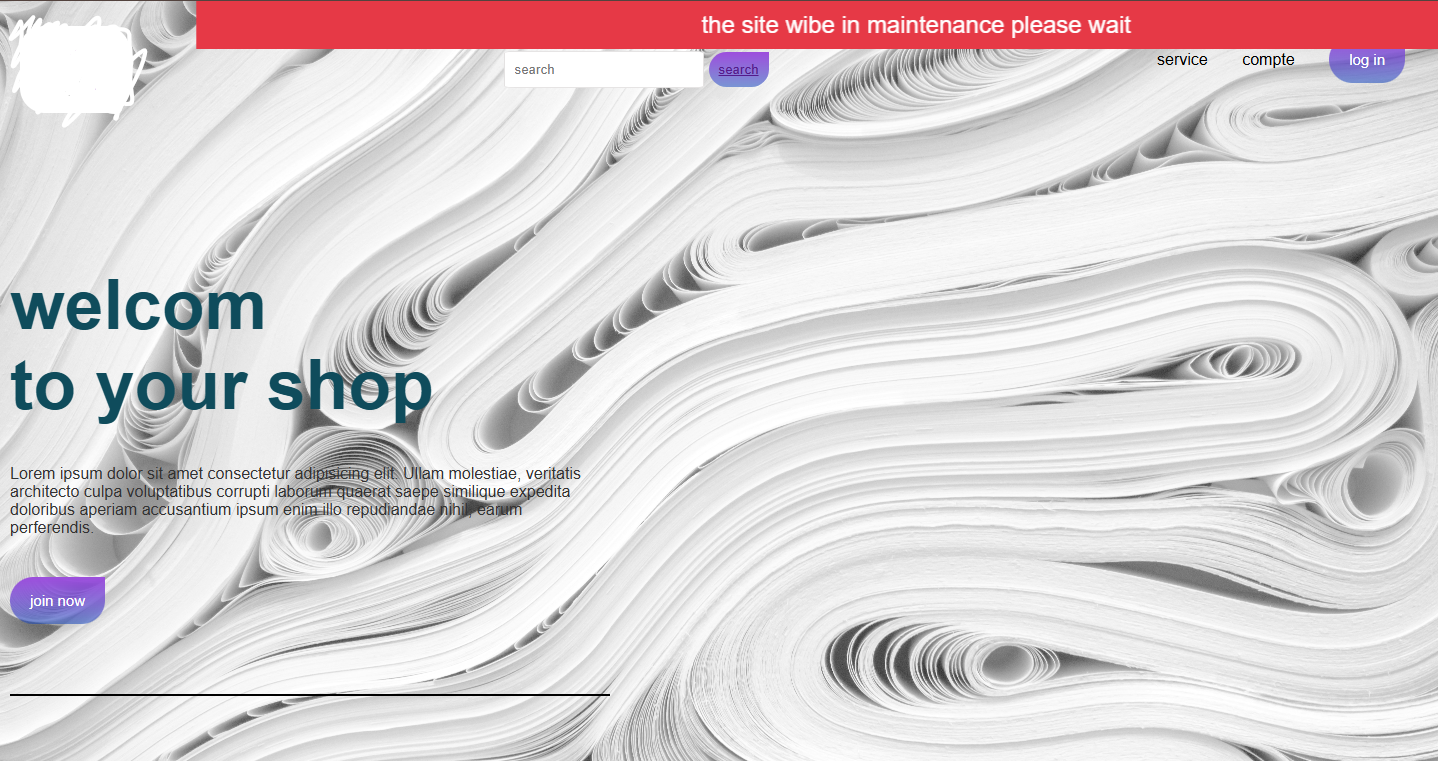 the site wibe in maintenance please wait
search
search
service
compte
log in
welcom
to your shop
Lorem ipsum dolor sit amet consectetur adipisicing elit. Ullam molestiae, veritatis
architecto culpa voluptatibus corrupti laborum quaerat saepe similique expedita
doloribus aperiam accusantium ipsum enim illo repudiandae nihil, earum
perferendis.
join now